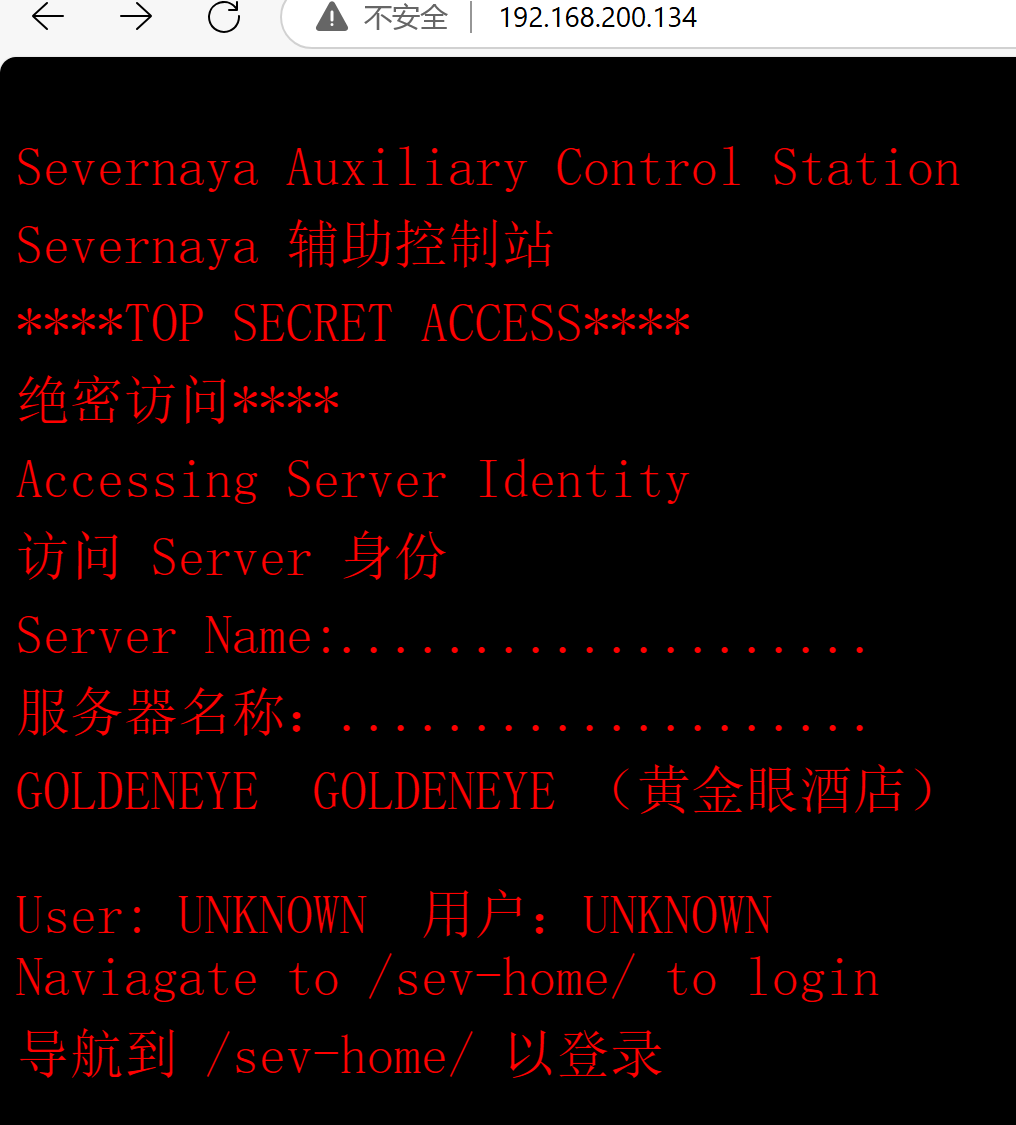 不安全 | 192.168.200.134
Severnaya Auxiliary Control Station
Severnaya 辅助控制站
****TOP SECRET ACCESS****
绝密访问****
Accessing Server Identity
访问 Server 身份
Server Name:....................
服务器名称：....................
GOLDENEYE GOLDENEYE （黄金眼酒店）
User: UNKNOWN 用户：UNKNOWN
Naviagate to /sev-home/ to login
导航到 /sev-home/ 以登录